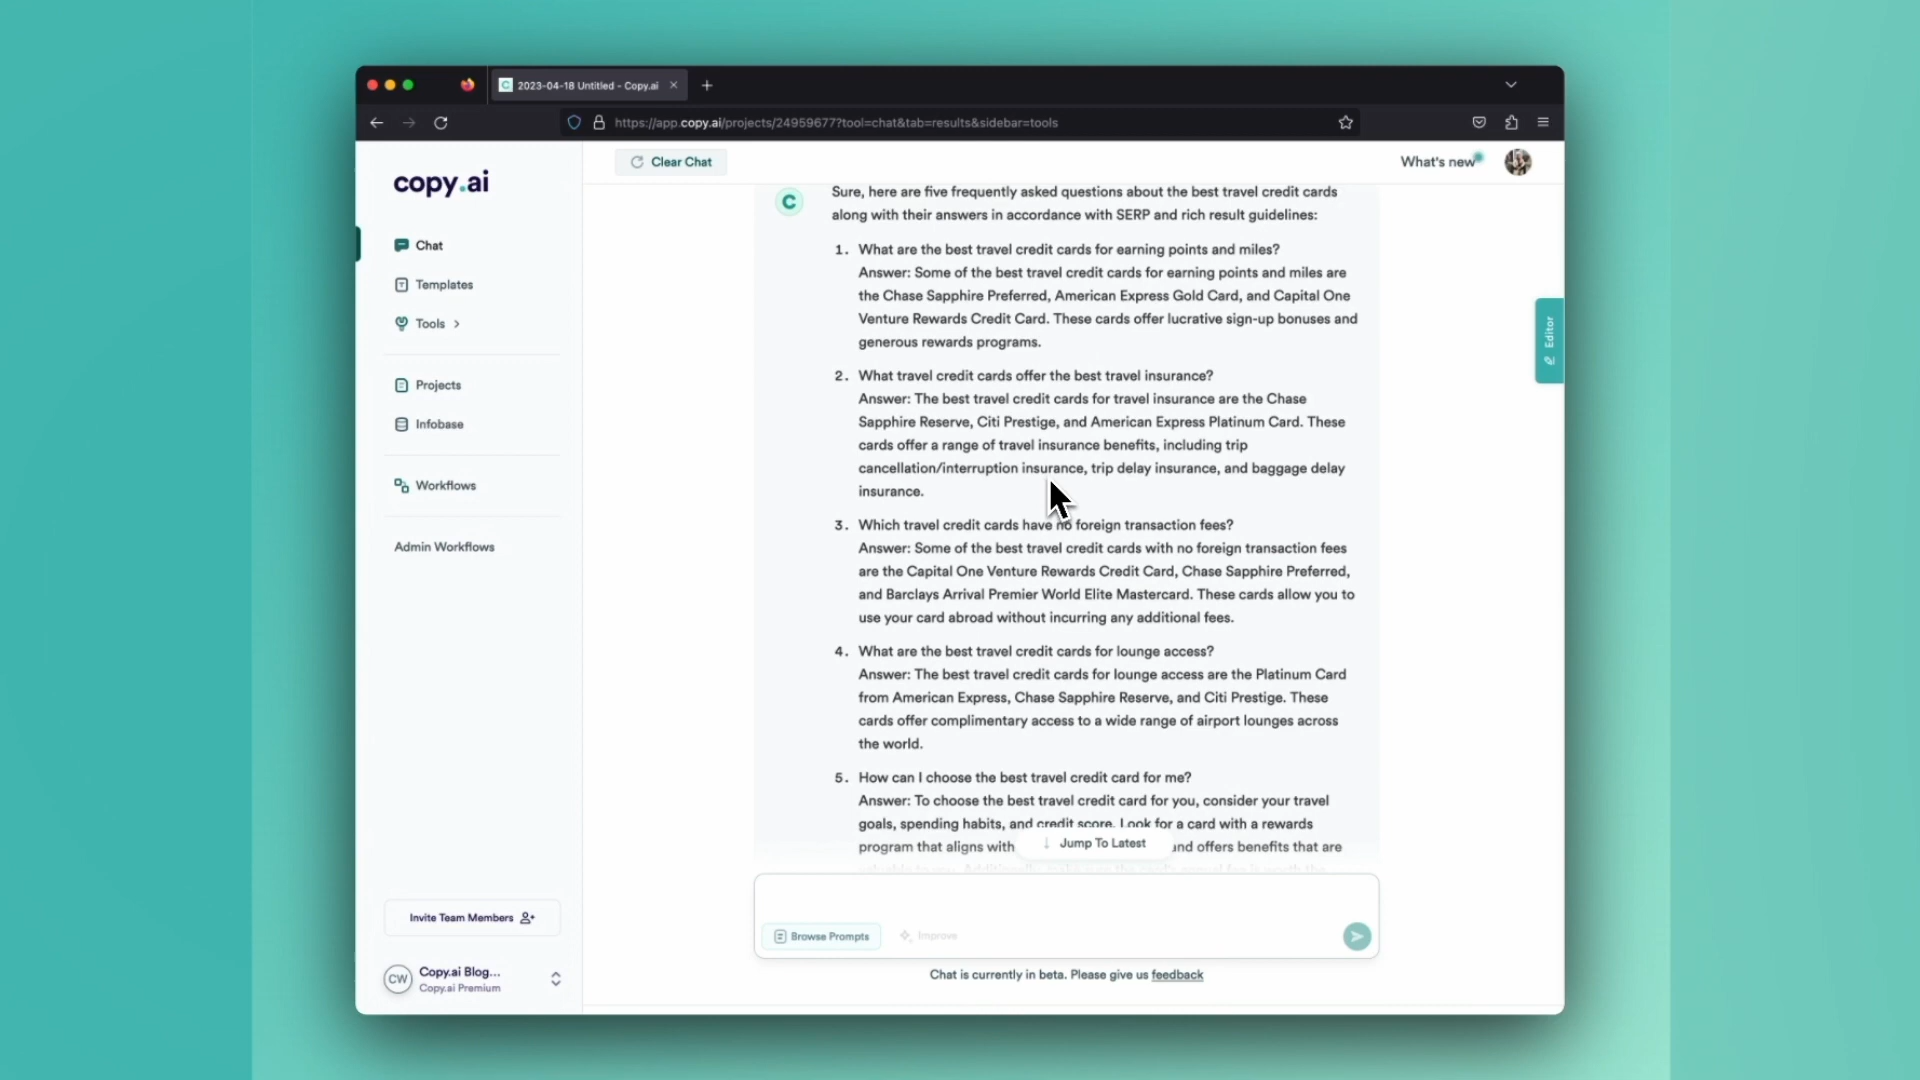 2023-04-18 Untitled - Copy.ai
https://app.copy.ai/projects/24959677?tool=chat&tab=results&sidebar=tools
copy.ai
Chat
Templates
Tools
Projects
Infobase
Workflows
Admin Workflows
Invite Team Members
CW
Copy.ai Blog...
Copy.ai Premium
Clear Chat
What's new
Editor
C
Sure, here are five frequently asked questions about the best travel credit cards
along with their answers in accordance with SERP and rich result guidelines:
1. What are the best travel credit cards for earning points and miles?
Answer: Some of the best travel credit cards for earning points and miles are
the Chase Sapphire Preferred, American Express Gold Card, and Capital One
Venture Rewards Credit Card. These cards offer lucrative sign-up bonuses and
generous rewards programs.
2. What travel credit cards offer the best travel insurance?
Answer: The best travel credit cards for travel insurance are the Chase
Sapphire Reserve, Citi Prestige, and American Express Platinum Card. These
cards offer a range of travel insurance benefits, including trip
cancellation/interruption insurance, trip delay insurance, and baggage delay
insurance.
3. Which travel credit cards have no foreign transaction fees?
Answer: Some of the best travel credit cards with no foreign transaction fees
are the Capital One Venture Rewards Credit Card, Chase Sapphire Preferred,
and Barclays Arrival Premier World Elite Mastercard. These cards allow you to
use your card abroad without incurring any additional fees.
4. What are the best travel credit cards for lounge access?
Answer: The best travel credit cards for lounge access are the Platinum Card
from American Express, Chase Sapphire Reserve, and Citi Prestige. These
cards offer complimentary access to a wide range of airport lounges across
the world.
5. How can I choose the best travel credit card for me?
Answer: To choose the best travel credit card for you, consider your travel
goals, spending habits, and credit score. Look for a card with a rewards
program that aligns with and offers benefits that are
Jump To Latest
Browse Prompts
Improve
Chat is currently in beta. Please give us feedback